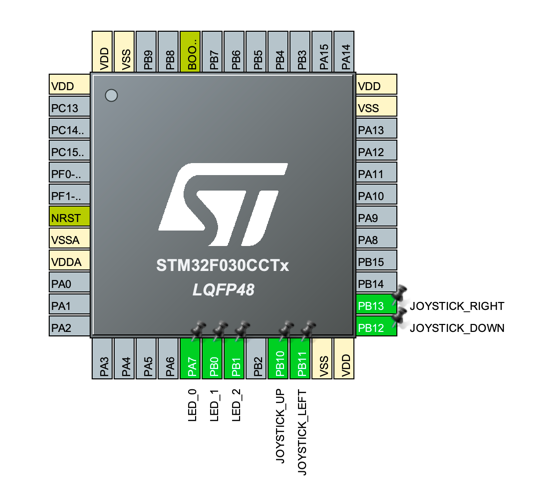 VDD
VSS
PB9
PB8
BOO..
PB7
PB6
PB5
PB4
PB3
PA15
PA14
VDD
PC13
PC14..
PC15..
PF0-..
PF1-..
NRST
VSSA
VDDA
PA0
PA1
PA2
ST
STM32F030CCTx
LQFP48
VDD
VSS
PA13
PA12
PA11
PA10
PA9
PA8
PB15
PB14
PB13 JOYSTICK_RIGHT
PB12 JOYSTICK_DOWN
PA3
PA4
PA5
PA6
PA7
PB0
PB1
PB2
PB10
PB11
VSS
VDD
LED_0
LED_1
LED_2
JOYSTICK_UP
JOYSTICK_LEFT